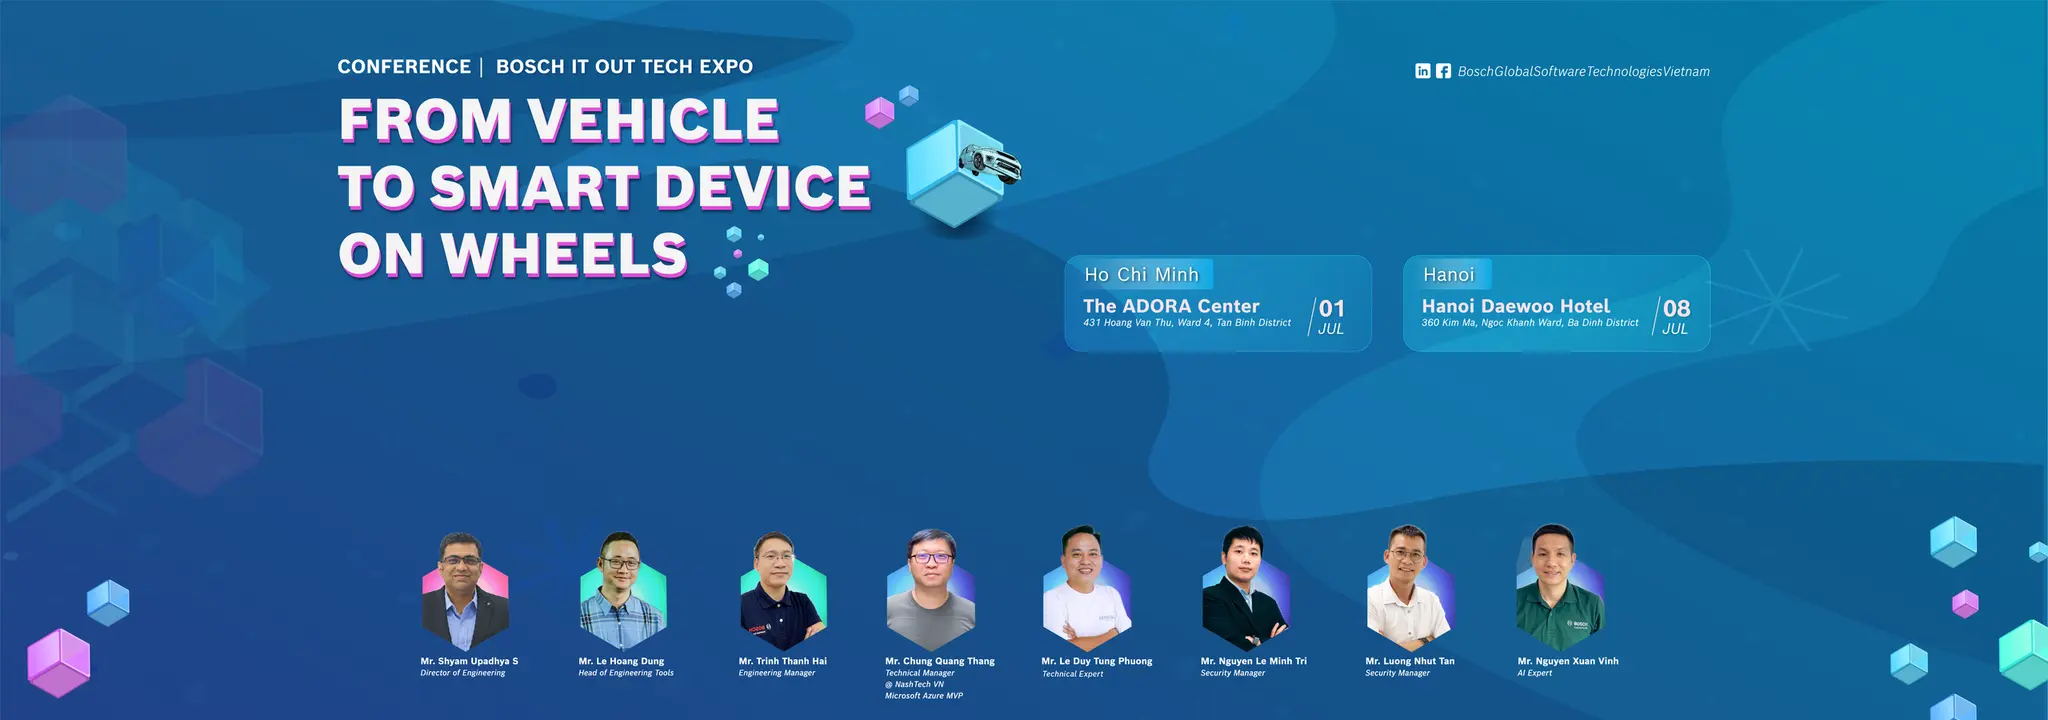 CONFERENCE | BOSCH IT OUT TECH EXPO
FROM VEHICLE
TO SMART DEVICE
ON WHEELS
in f BoschGlobalSoftwareTechnologiesVietnam
Ho Chi Minh
The ADORA Center
431 Hoang Van Thu, Ward 4, Tan Binh District
01
JUL
Hanoi
Hanoi Daewoo Hotel
360 Kim Ma, Ngoc Khanh Ward, Ba Dinh District
08
JUL
Mr. Shyam Upadhya S
Director of Engineering
Mr. Le Hoang Dung
Head of Engineering Tools
Mr. Trinh Thanh Hai
Engineering Manager
Mr. Chung Quang Thang
Technical Manager
@ NashTech VN
Microsoft Azure MVP
Mr. Le Duy Tung Phuong
Technical Expert
Mr. Nguyen Le Minh Tri
Security Manager
Mr. Luong Nhut Tan
Security Manager
BOSCH
Mr. Nguyen Xuan Vinh
AI Expert